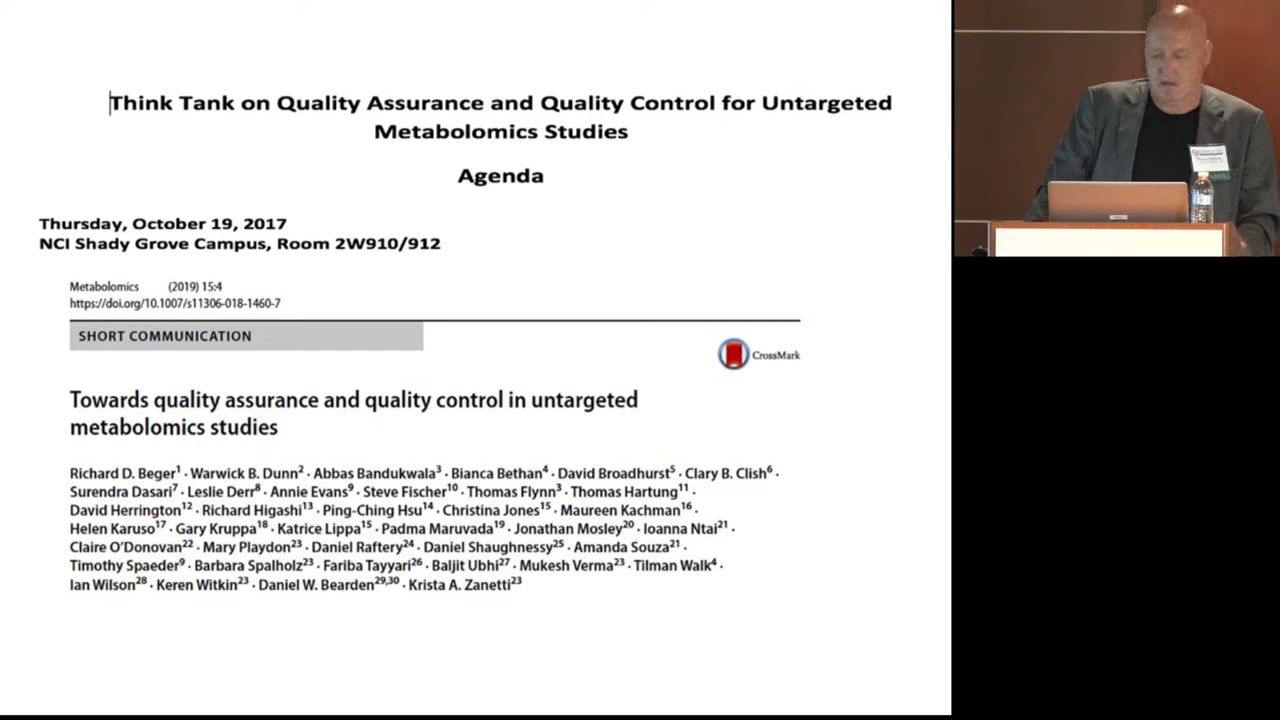 Think Tank on Quality Assurance and Quality Control for Untargeted
Metabolomics Studies
Agenda
Thursday, October 19, 2017
NCI Shady Grove Campus, Room 2W910/912
Metabolomics (2019) 15:4
https://doi.org/10.1007/s11306-018-1460-7
SHORT COMMUNICATION
CrossMark
Towards quality assurance and quality control in untargeted
metabolomics studies
Richard D. Beger1 · Warwick B. Dunn2 · Abbas Bandukwala3 · Bianca Bethan4 · David Broadhurst5 · Clary B. Clish6 ·
Surendra Dasari7 · Leslie Derr8 · Annie Evans9 · Steve Fischer10 · Thomas Flynn3 · Thomas Hartung11 ·
David Herrington12 · Richard Higashi13 · Ping-Ching Hsu14 · Christina Jones15 · Maureen Kachman16 ·
Helen Karuso17 · Gary Kruppa18 · Katrice Lippa15 · Padma Maruvada19 · Jonathan Mosley20 · Ioanna Ntai21 ·
Claire O'Donovan22 · Mary Playdon23 · Daniel Raftery24 · Daniel Shaughnessy25 · Amanda Souza21 ·
Timothy Spaeder9 · Barbara Spalholz23 · Fariba Tayyari26 · Baljit Ubhi27 · Mukesh Verma23 · Tilman Walk4 ·
Ian Wilson28 · Keren Witkin23 · Daniel W. Bearden29,30 · Krista A. Zanetti23